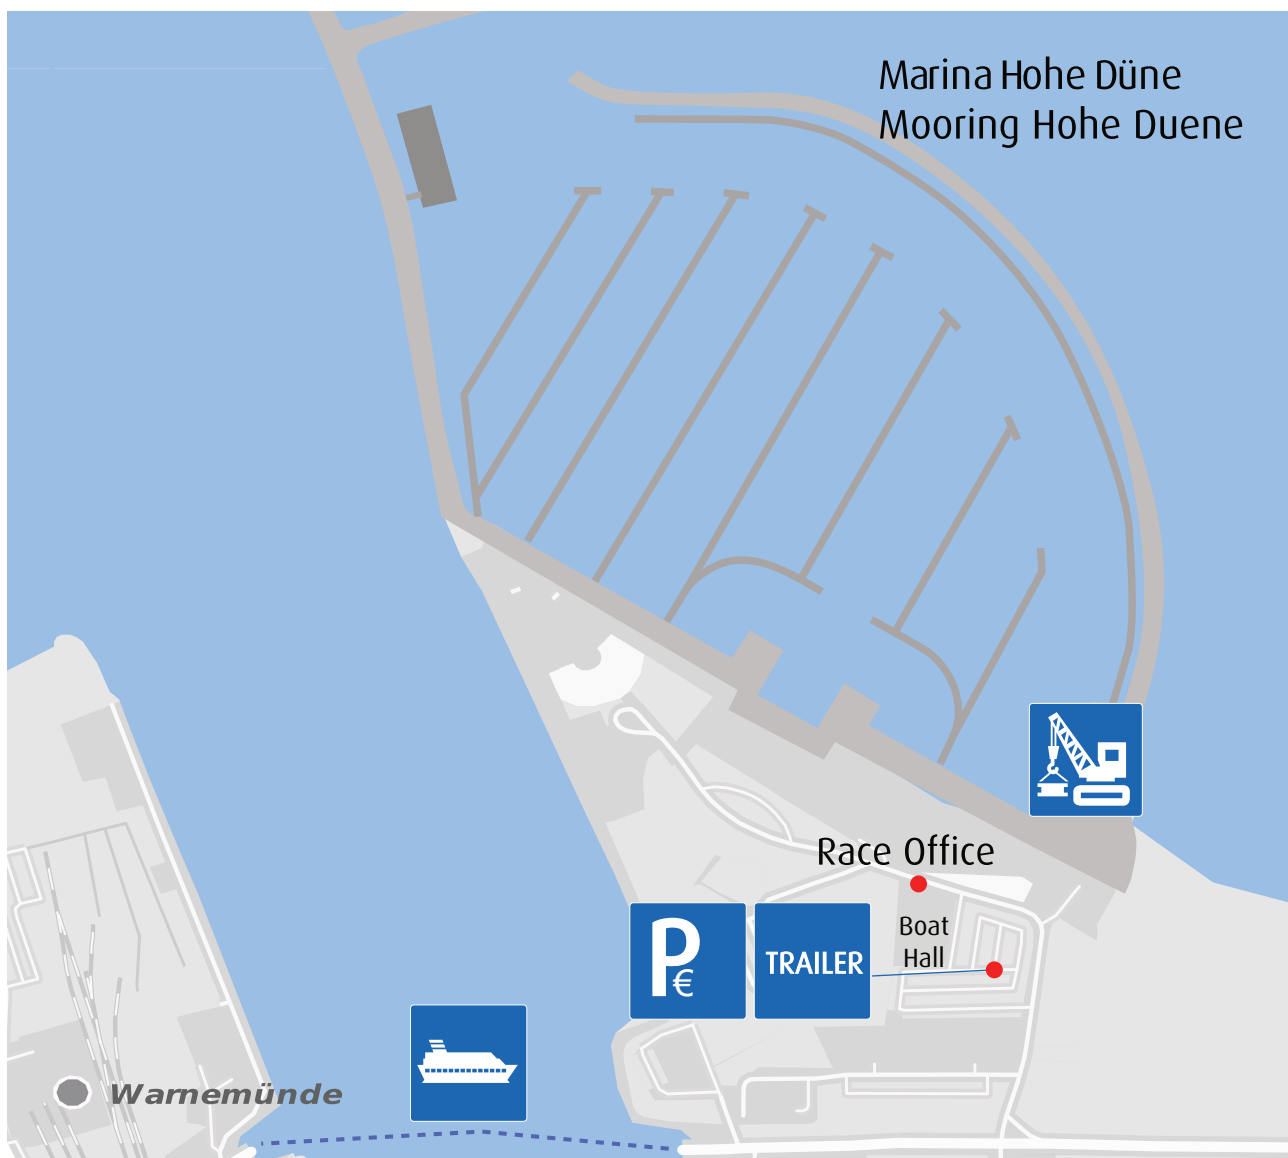 Marina Hohe Düne
Mooring Hohe Duene
Race Office
Boat
Hall
P
€
TRAILER
Warnemünde